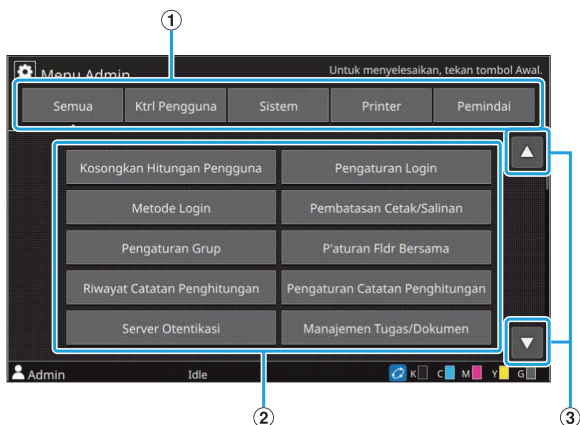 ①
Menu Admin
Untuk menyelesaikan, tekan tombol Awal.
Semua Ktrl Pengguna Sistem Printer Pemindai
Kosongkan Hitungan Pengguna Pengaturan Login
Metode Login Pembatasan Cetak/Salinan
Pengaturan Grup P'aturan Fldr Bersama
Riwayat Catatan Penghitungan Pengaturan Catatan Penghitungan
Server Otentikasi Manajemen Tugas/Dokumen
Admin Idle K C M Y G
② ③